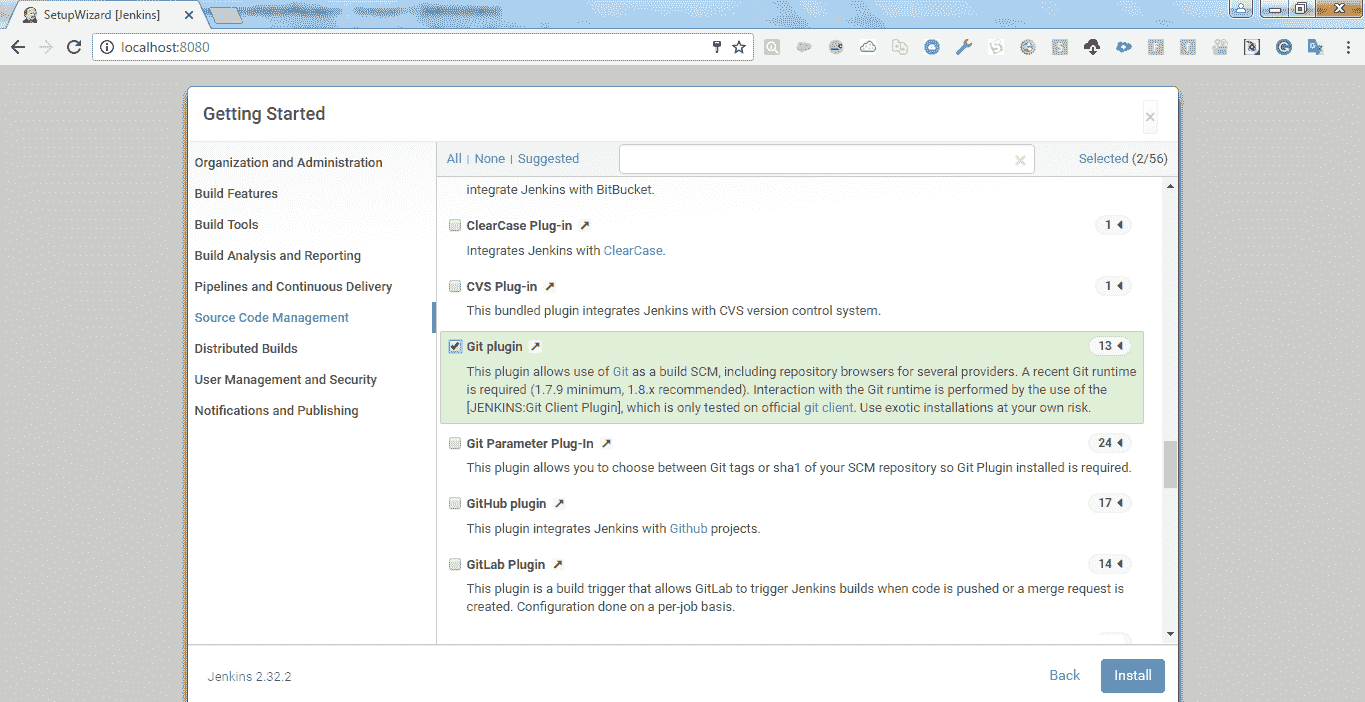 SetupWizard [Jenkins]
localhost:8080
Getting Started
Organization and Administration
Build Features
Build Tools
Build Analysis and Reporting
Pipelines and Continuous Delivery
Source Code Management
Distributed Builds
User Management and Security
Notifications and Publishing
All | None | Suggested
Selected (2/56)
integrate Jenkins with BitBucket.
ClearCase Plug-in
1
Integrates Jenkins with ClearCase.
CVS Plug-in
1
This bundled plugin integrates Jenkins with CVS version control system.
Git plugin
13
This plugin allows use of Git as a build SCM, including repository browsers for several providers. A recent Git runtime
is required (1.7.9 minimum, 1.8.x recommended). Interaction with the Git runtime is performed by the use of the
[JENKINS:Git Client Plugin], which is only tested on official git client. Use exotic installations at your own risk.
Git Parameter Plug-In
24
This plugin allows you to choose between Git tags or sha1 of your SCM repository so Git Plugin installed is required.
GitHub plugin
17
This plugin integrates Jenkins with Github projects.
GitLab Plugin
14
This plugin is a build trigger that allows GitLab to trigger Jenkins builds when code is pushed or a merge request is
created. Configuration done on a per-job basis.
Jenkins 2.32.2
Back
Install